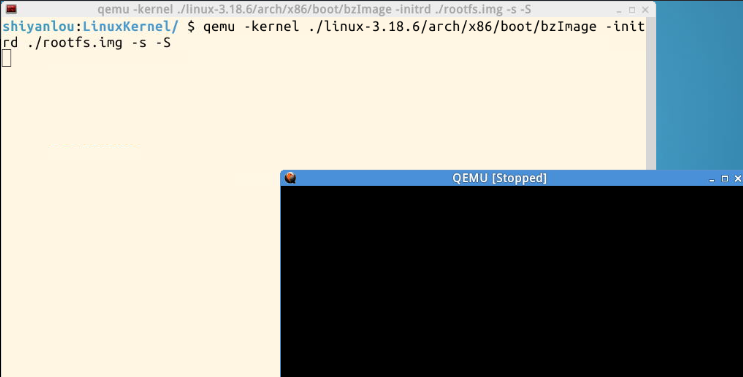 qemu -kernel ./linux-3.18.6/arch/x86/boot/bzImage -initrd ./rootfs.img -s -S
shiyanlou:LinuxKernel/ $ qemu -kernel ./linux-3.18.6/arch/x86/boot/bzImage -init
rd ./rootfs.img -s -S
QEMU [Stopped]